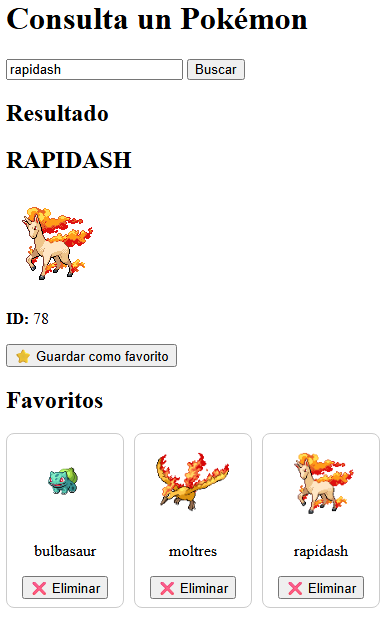 Consulta un Pokémon
rapidash Buscar
Resultado
RAPIDASH
ID: 78
Guardar como favorito
Favoritos
bulbasaur moltres rapidash
Eliminar Eliminar Eliminar